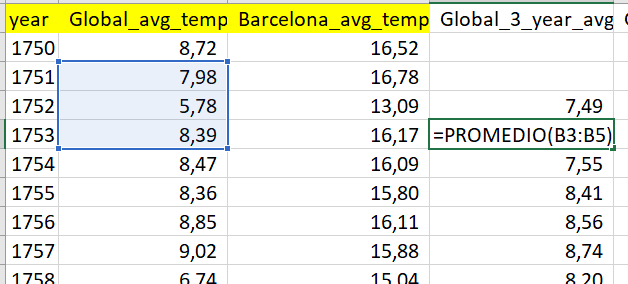 year Global_avg_temp Barcelona_avg_temp Global_3_year_avg
1750 8,72 16,52
1751 7,98 16,78
1752 5,78 13,09 7,49
1753 8,39 16,17 =PROMEDIO(B3:B5)
1754 8,47 16,09 7,55
1755 8,36 15,80 8,41
1756 8,85 16,11 8,56
1757 9,02 15,88 8,74
1758 6,74 15,04 8,20